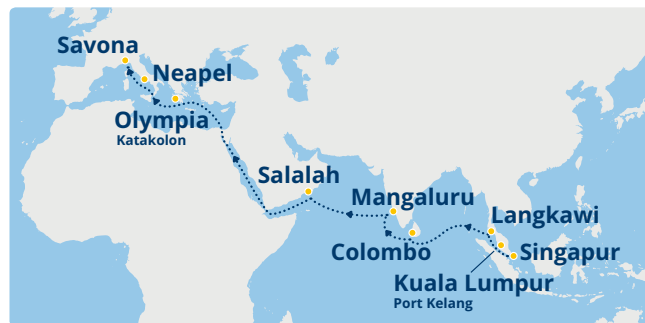 Savona
Neapel
Olympia
Katakolon
Salalah
Mangaluru
Langkawi
Colombo
Singapur
Kuala Lumpur
Port Kelang